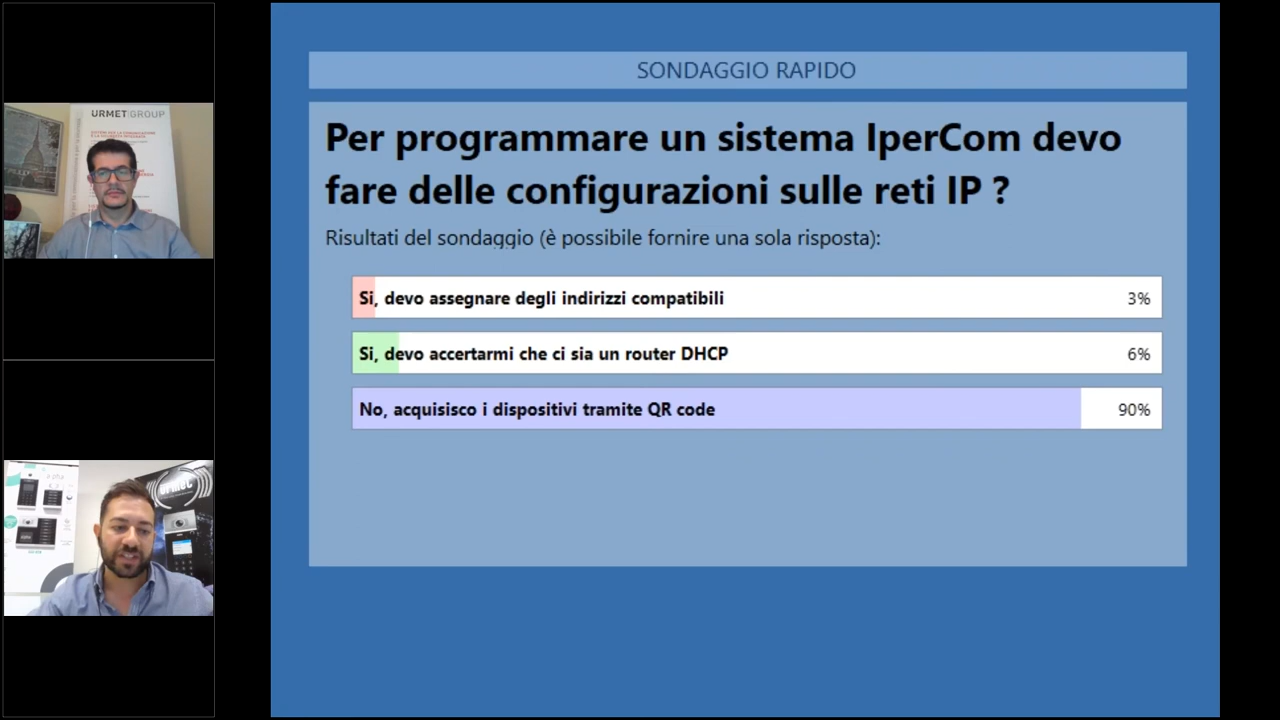 URMET GROUP
urmet
SONDAGGIO RAPIDO
Per programmare un sistema IperCom devo
fare delle configurazioni sulle reti IP ?
Risultati del sondaggio (è possibile fornire una sola risposta):
Si, devo assegnare degli indirizzi compatibili 3%
Si, devo accertarmi che ci sia un router DHCP 6%
No, acquisisco i dispositivi tramite QR code 90%